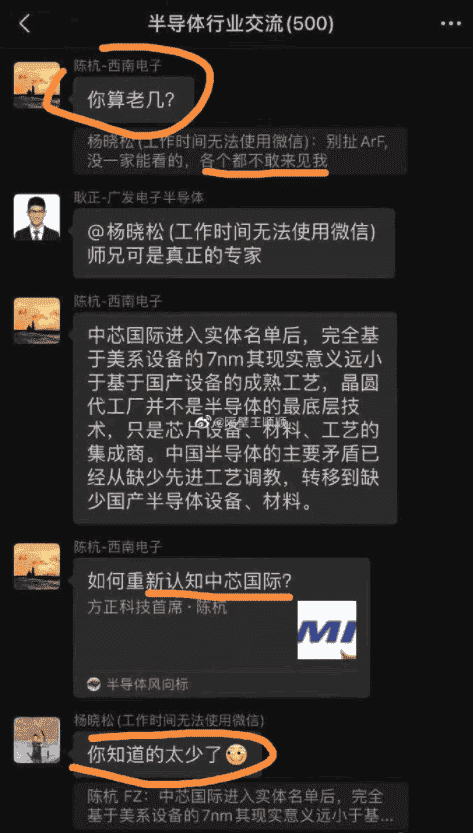 半导体行业交流(500)
陈杭-西南电子
你算老几?
杨晓松(工作时间无法使用微信)：别扯ArF,
没一家能看的，各个都不敢来见我
耿正-广发电子半导体
@杨晓松(工作时间无法使用微信)
师兄可是真正的专家
陈杭-西南电子
中芯国际进入实体名单后，完全基
于美系设备的7nm其现实意义远小
于基于国产设备的成熟工艺，晶圆
代工厂并不是半导体的最底层技
术，只是芯片设备、材料、工艺的
集成商。中国半导体的主要矛盾已
经从缺少先进工艺调教，转移到缺
少国产半导体设备、材料。
@隔壁王顺顺
陈杭-西南电子
如何重新认知中芯国际?
方正科技首席·陈杭
MI
半导体风向标
杨晓松(工作时间无法使用微信)
你知道的太少了
陈杭 FZ：中芯国际进入实体名单后，完全
基于美系设备的7nm其现实意义远小于基...